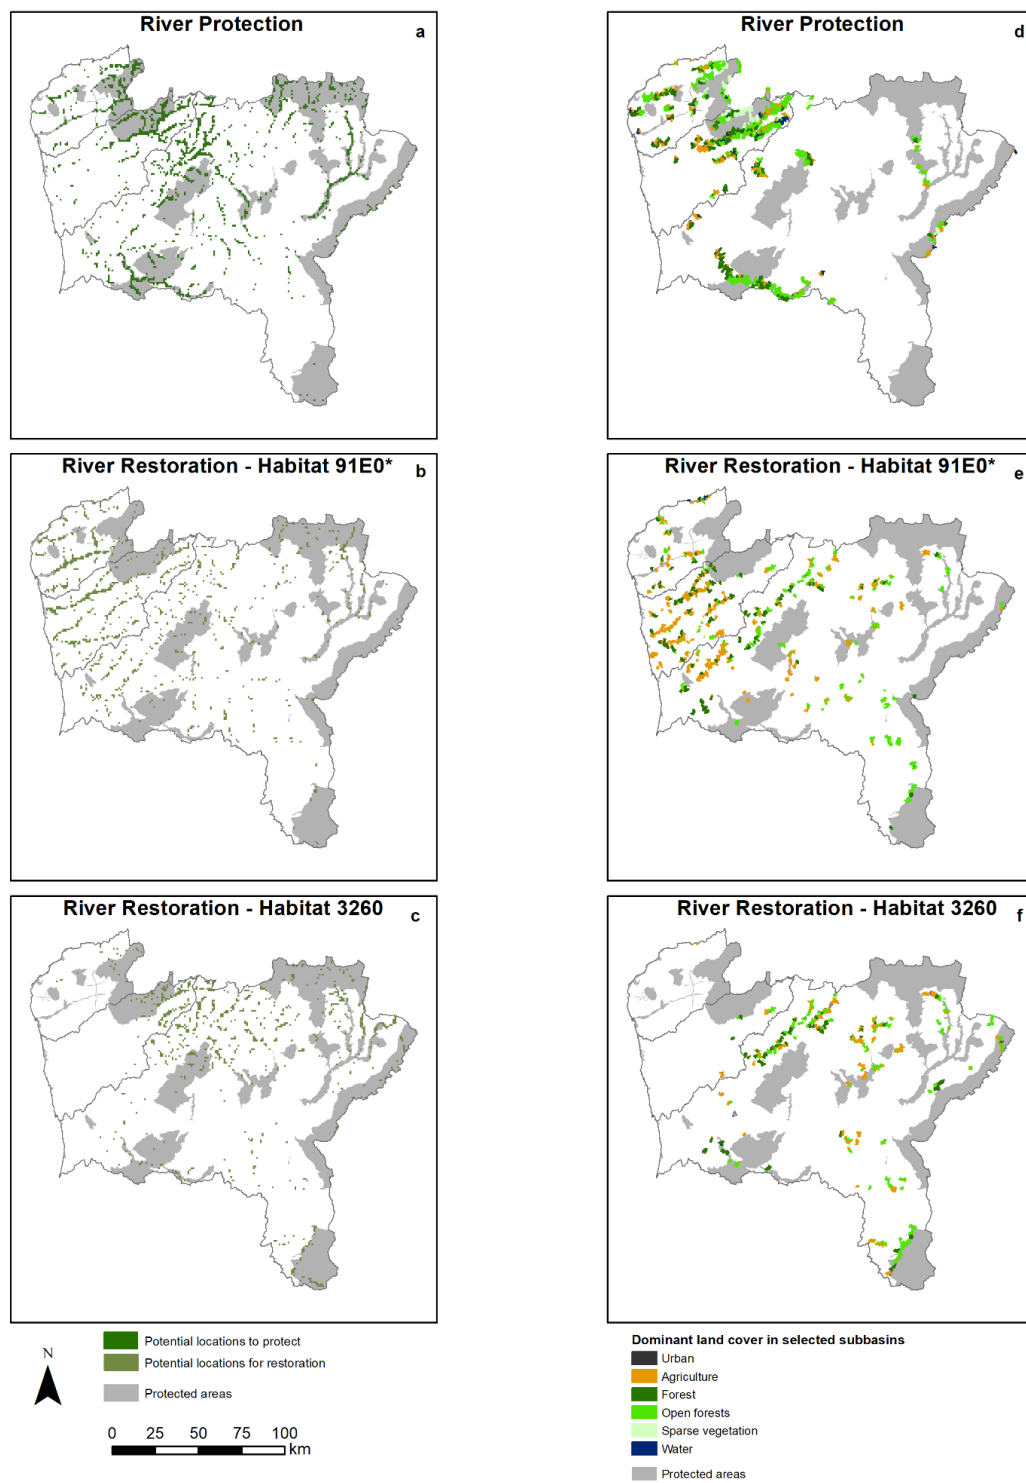 River Protection
a
River Protection
d
River Restoration - Habitat 91E0*
b
River Restoration - Habitat 91E0*
e
River Restoration - Habitat 3260
c
River Restoration - Habitat 3260
f
N
Potential locations to protect
Potential locations for restoration
Protected areas
0 25 50 75 100
km
Dominant land cover in selected subbasins
Urban
Agriculture
Forest
Open forests
Sparse vegetation
Water
Protected areas